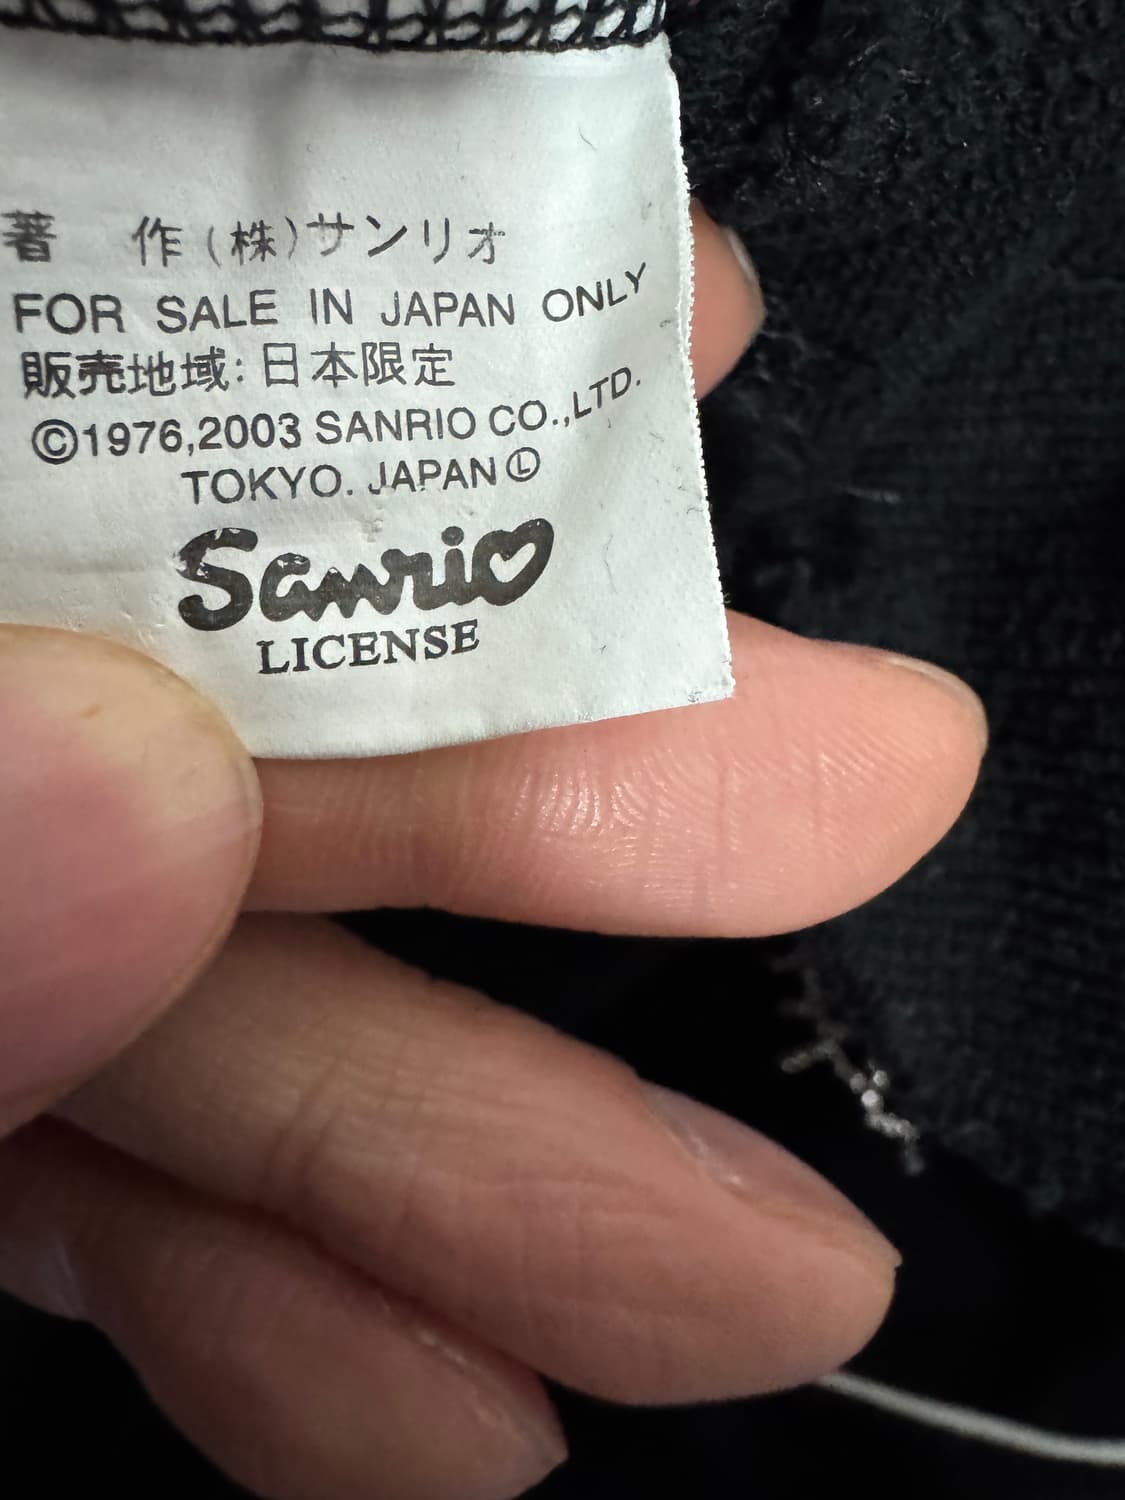 著 作(株)サンリオ
FOR SALE IN JAPAN ONLY
販売地域:日本限定
©1976,2003 SANRIO CO.,LTD.
TOKYO. JAPAN Ⓛ
Sanrio
LICENSE